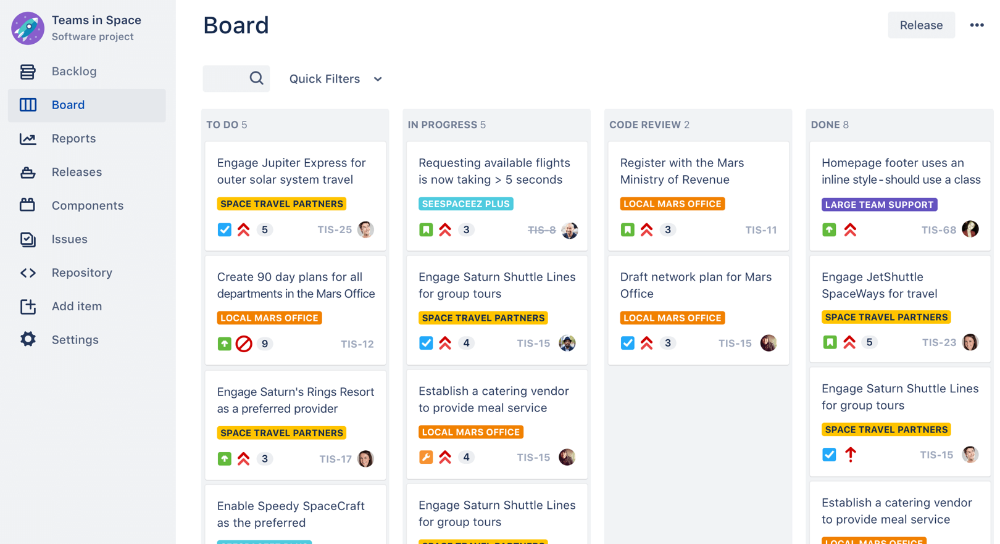 Teams in Space
Software project
Backlog
Board
Reports
Releases
Components
Issues
Repository
Add item
Settings
Board
Release
Quick Filters
TO DO 5
Engage Jupiter Express for
outer solar system travel
SPACE TRAVEL PARTNERS
5 TIS-25
Create 90 day plans for all
departments in the Mars Office
LOCAL MARS OFFICE
9 TIS-12
Engage Saturn's Rings Resort
as a preferred provider
SPACE TRAVEL PARTNERS
3 TIS-17
Enable Speedy SpaceCraft
as the preferred
IN PROGRESS 5
Requesting available flights
is now taking > 5 seconds
SEESPACEEZ PLUS
3 TIS-8
Engage Saturn Shuttle Lines
for group tours
SPACE TRAVEL PARTNERS
4 TIS-15
Establish a catering vendor
to provide meal service
LOCAL MARS OFFICE
4 TIS-15
Engage Saturn Shuttle Lines
for group tours
SPACE TRAVEL PARTNERS
CODE REVIEW 2
Register with the Mars
Ministry of Revenue
LOCAL MARS OFFICE
3 TIS-11
Draft network plan for Mars
Office
LOCAL MARS OFFICE
3 TIS-15
DONE 8
Homepage footer uses an
inline style-should use a class
LARGE TEAM SUPPORT
TIS-68
Engage JetShuttle
SpaceWays for travel
SPACE TRAVEL PARTNERS
5 TIS-23
Engage Saturn Shuttle Lines
for group tours
SPACE TRAVEL PARTNERS
TIS-15
Establish a catering vendor
to provide meal service
LOCAL MARS OFFICE